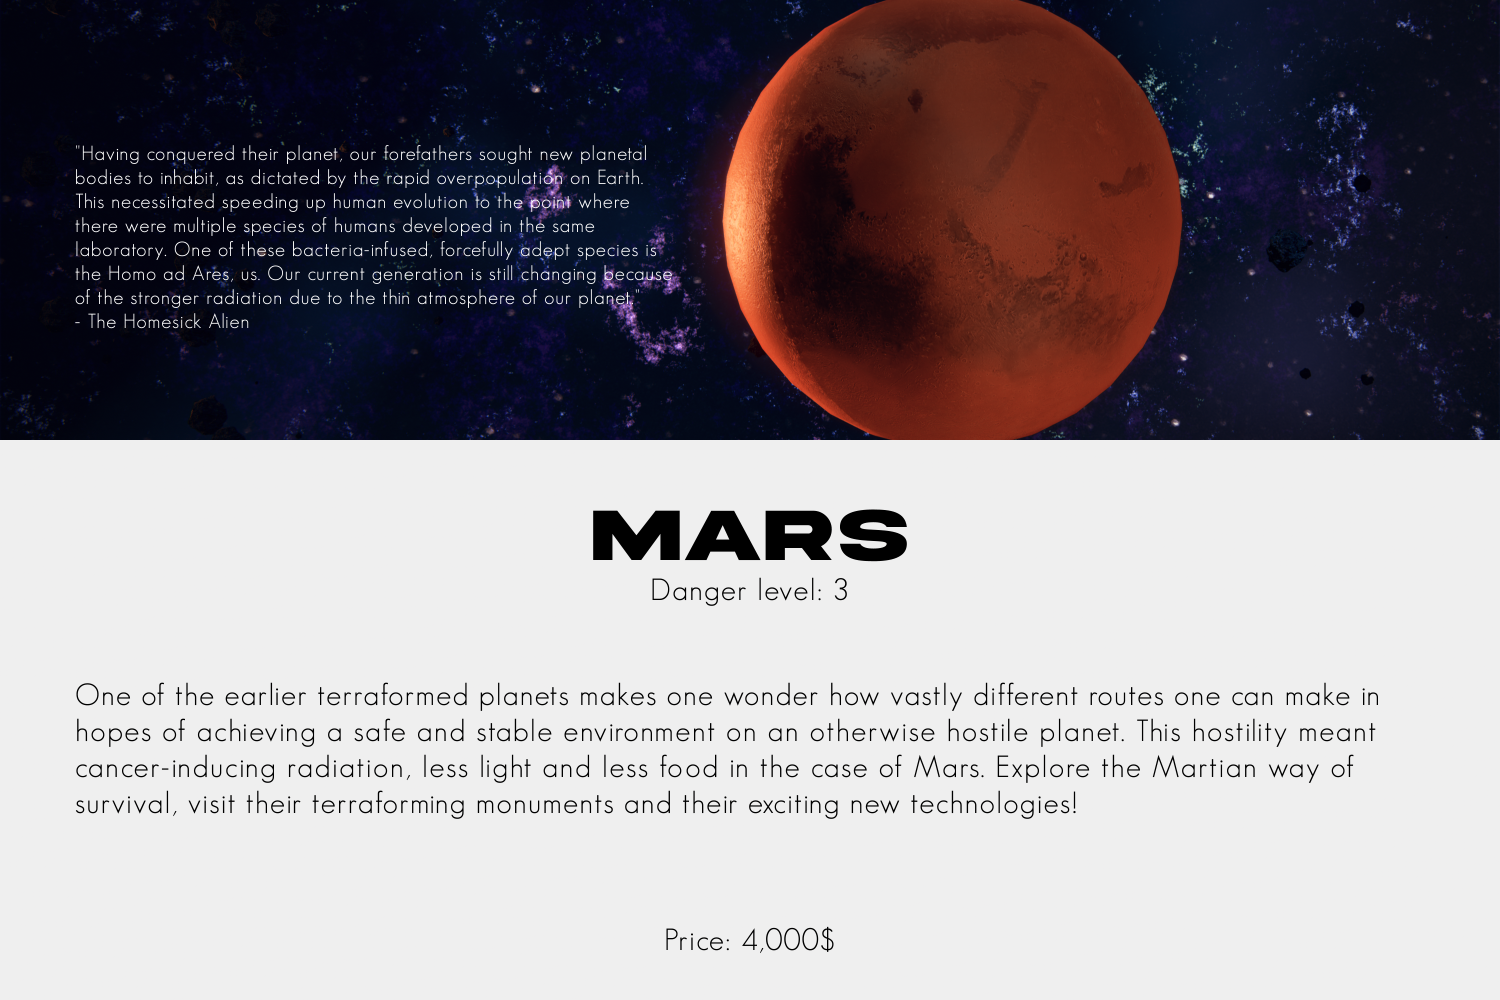 "Having conquered their planet, our forefathers sought new planetal
bodies to inhabit, as dictated by the rapid overpopulation on Earth.
This necessitated speeding up human evolution to the point where
there were multiple species of humans developed in the same
laboratory. One of these bacteria-infused, forcefully adept species is
the Homo ad Ares, us. Our current generation is still changing because
of the stronger radiation due to the thin atmosphere of our planet."
- The Homesick Alien
MARS
Danger level: 3
One of the earlier terraformed planets makes one wonder how vastly different routes one can make in
hopes of achieving a safe and stable environment on an otherwise hostile planet. This hostility meant
cancer-inducing radiation, less light and less food in the case of Mars. Explore the Martian way of
survival, visit their terraforming monuments and their exciting new technologies!
Price: 4,000$